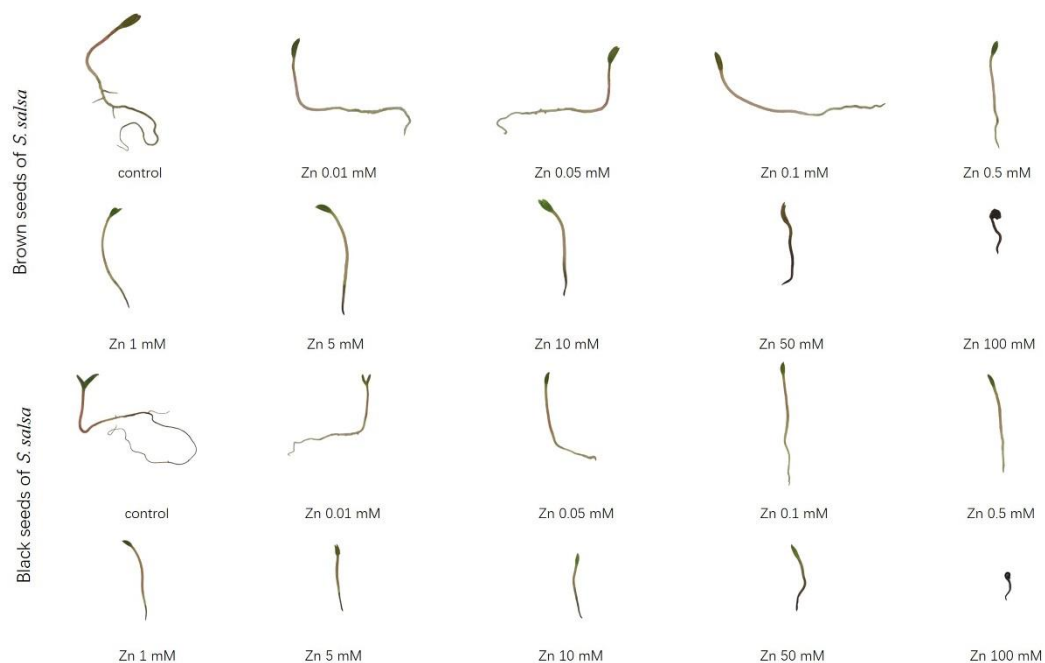 Brown seeds of S. salsa
control
Zn 0.01 mM
Zn 0.05 mM
Zn 0.1 mM
Zn 0.5 mM
Zn 1 mM
Zn 5 mM
Zn 10 mM
Zn 50 mM
Zn 100 mM
Black seeds of S. salsa
control
Zn 0.01 mM
Zn 0.05 mM
Zn 0.1 mM
Zn 0.5 mM
Zn 1 mM
Zn 5 mM
Zn 10 mM
Zn 50 mM
Zn 100 mM